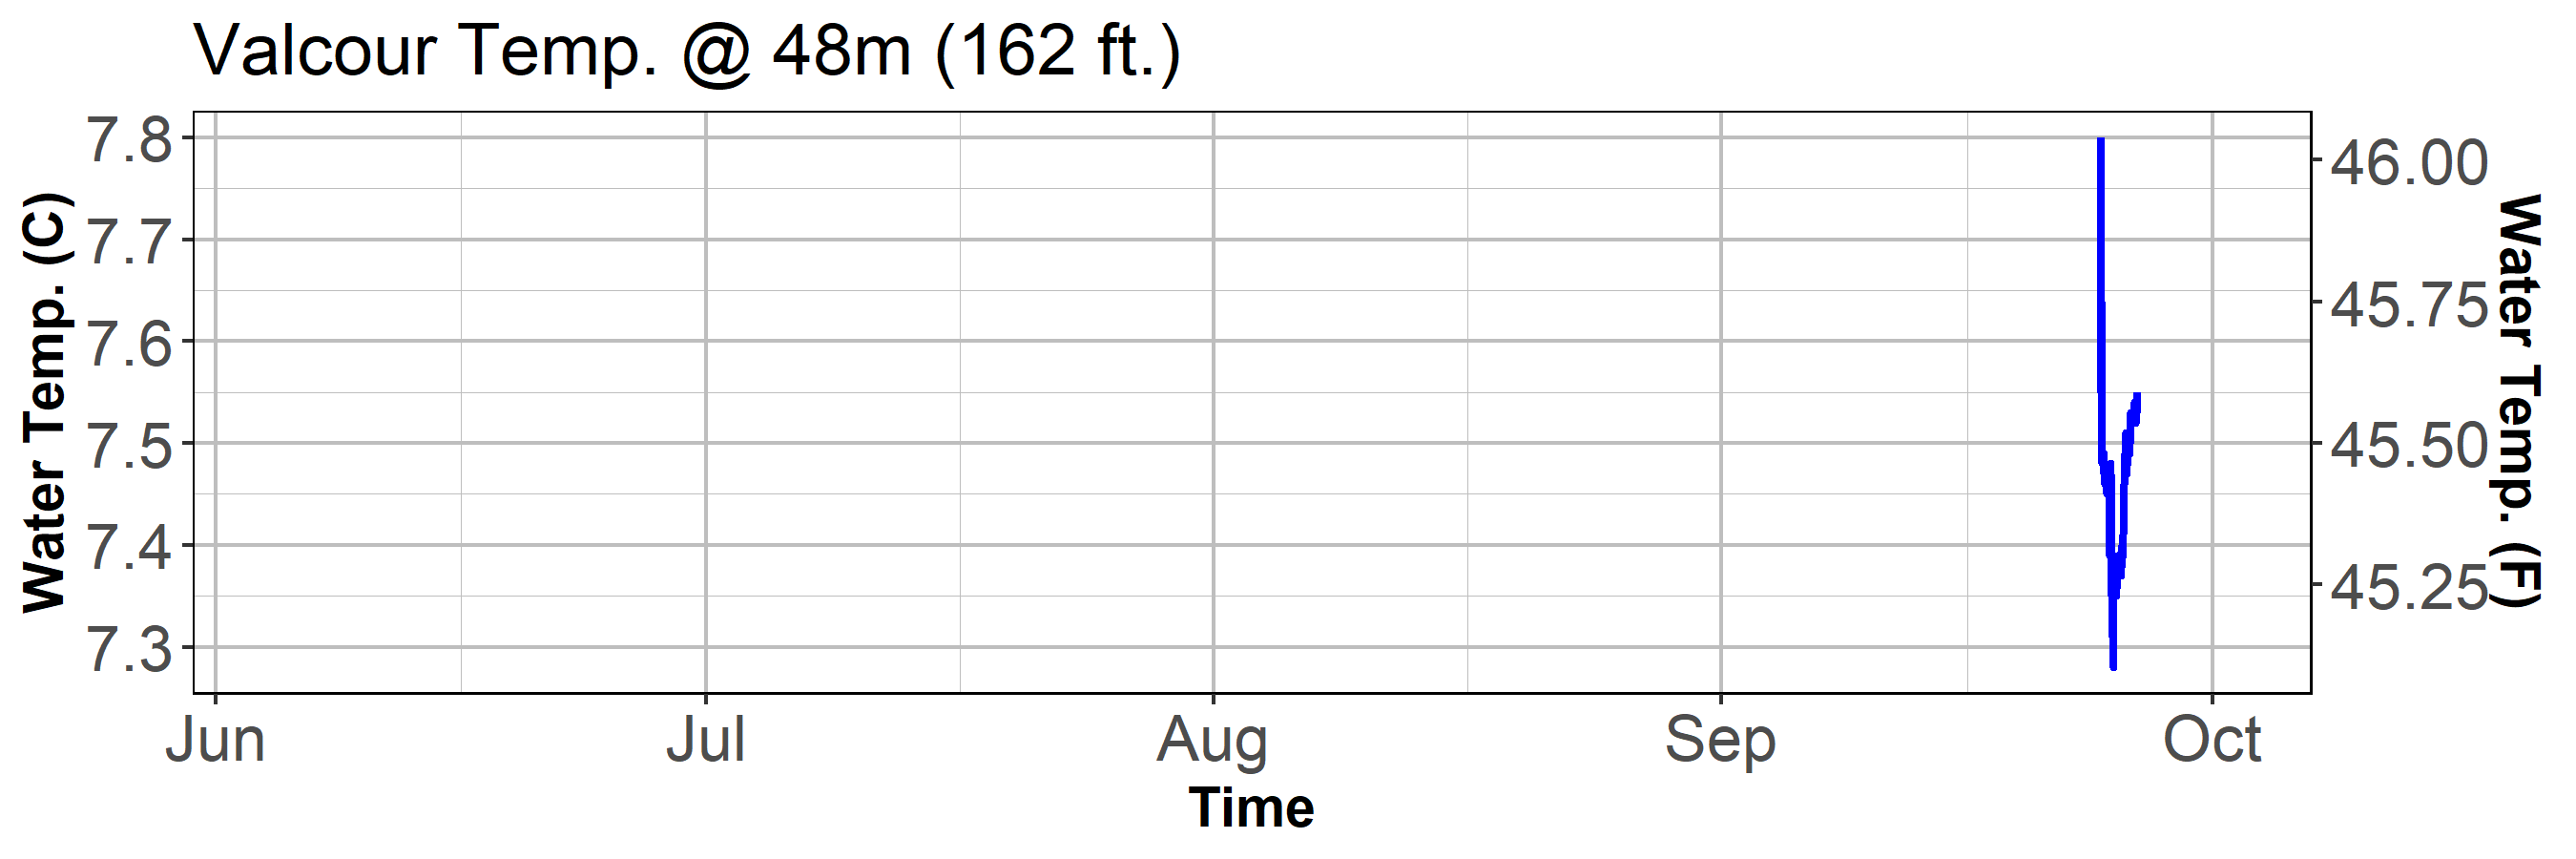 Valcour Temp. @ 48m (162 ft.)
Water Temp. (C)
7.8
7.7
7.6
7.5
7.4
7.3
46.00
45.75
45.50
45.25
Water Temp. (F)
Jun Jul Aug Sep Oct
Time